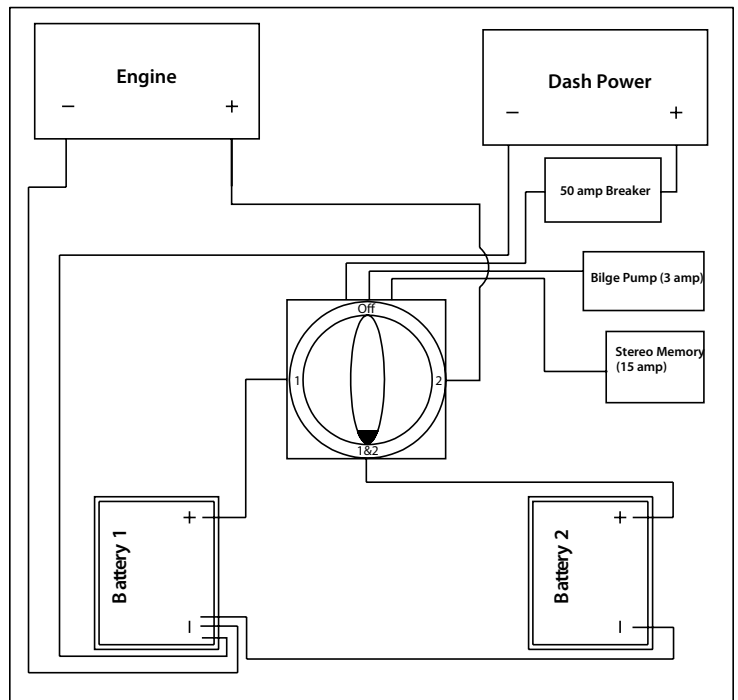 Engine
− +
Dash Power
− +
50 amp Breaker
Bilge Pump (3 amp)
Stereo Memory
(15 amp)
Off
1
2
1&2
Battery 1
+
−
Battery 2
+
−